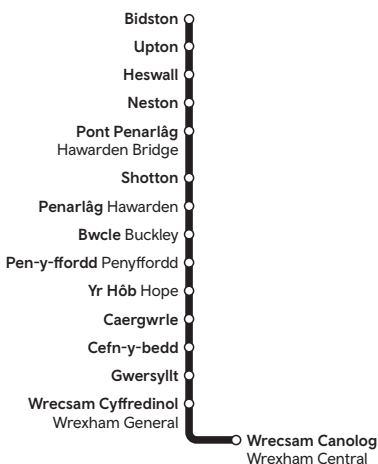 Bidston
Upton
Heswall
Neston
Pont Penarlâg
Hawarden Bridge
Shotton
Penarlâg Hawarden
Bwcle Buckley
Pen-y-ffordd Penyffordd
Yr Hôb Hope
Caergwrle
Cefn-y-bedd
Gwersyllt
Wrecsam Cyffredinol
Wrexham General
Wrecsam Canolog
Wrexham Central